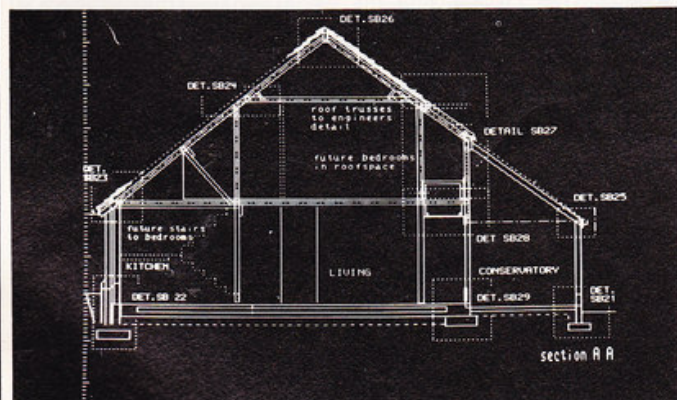 DET.SB26
DET.SB24
roof trusses
to engineers
detail
DETAIL SB27
future bedrooms
in roofspace
DET.
SB23
DET.SB25
future stairs
to bedrooms
DET SB28
KITCHEN
LIVING
CONSERVATORY
DET.SB 22
DET.SB29
DET.
SB21
section A A